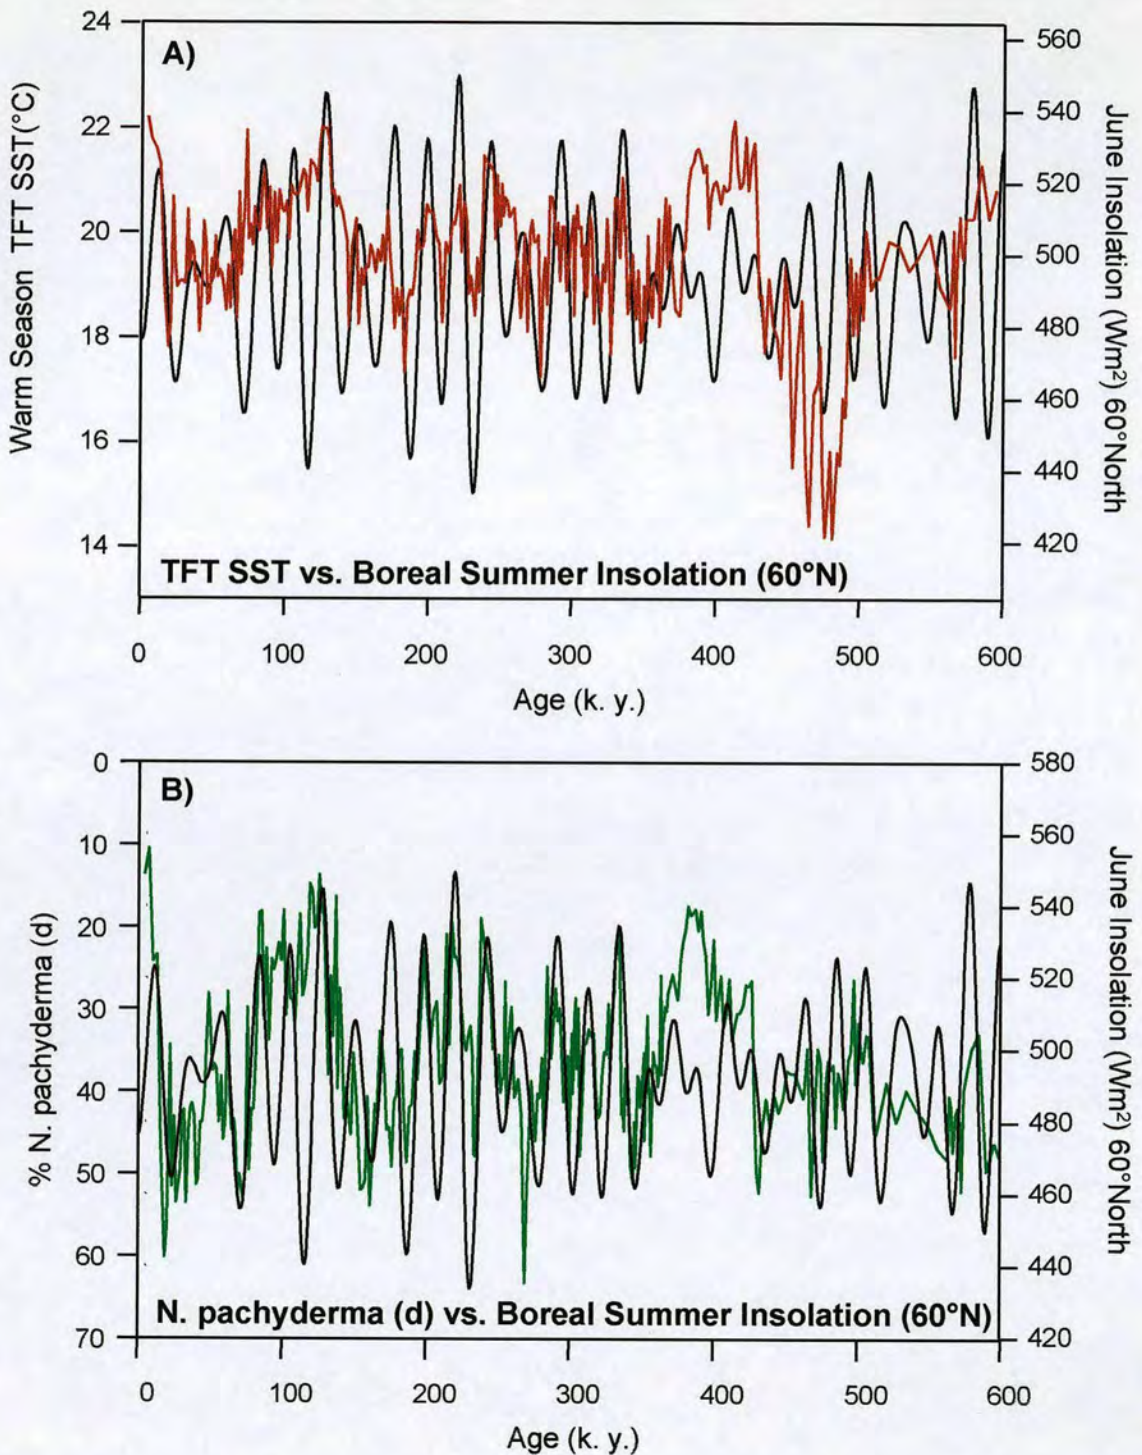 A)
24
22
20
18
16
14
Warm Season TFT SST(°C)
560
540
520
500
480
460
440
420
June Insolation (Wm²) 60°North
TFT SST vs. Boreal Summer Insolation (60°N)
0 100 200 300 400 500 600
Age (k. y.)
B)
0
10
20
30
40
50
60
70
% N. pachyderma (d)
580
560
540
520
500
480
460
440
420
June Insolation (Wm²) 60°North
N. pachyderma (d) vs. Boreal Summer Insolation (60°N)
0 100 200 300 400 500 600
Age (k. y.)